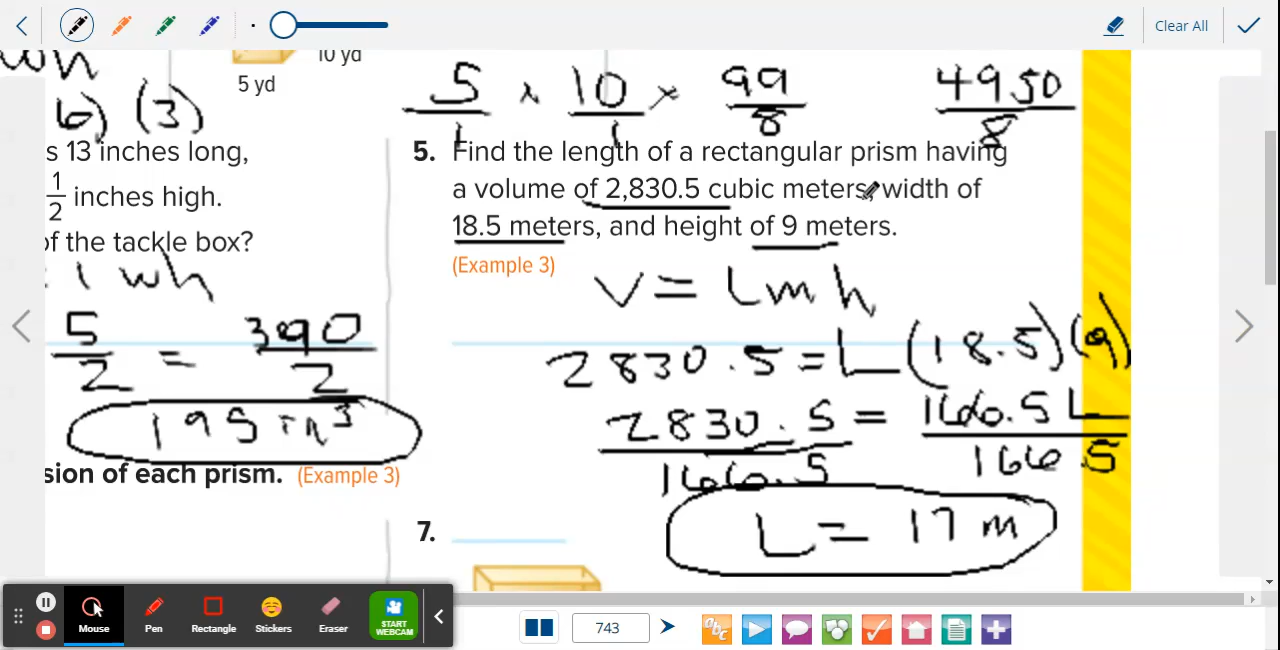 Clear All
wh
10 yd
5 yd
6) (3)
5/1 × 10/1 × 99/8
4950/8
s 13 inches long,
1/2 inches high.
of the tackle box?
: l wh
5/2 = 390/2
195 in³
sion of each prism. (Example 3)
5. Find the length of a rectangular prism having
a volume of 2,830.5 cubic meters, width of
18.5 meters, and height of 9 meters.
(Example 3)
V = L w h
2830.5 = L (18.5)(9)
2830.5/166.5 = 166.5 L/166.5
L = 17 m
7.
Mouse
Pen
Rectangle
Stickers
Eraser
START
WEBCAM
743
abc